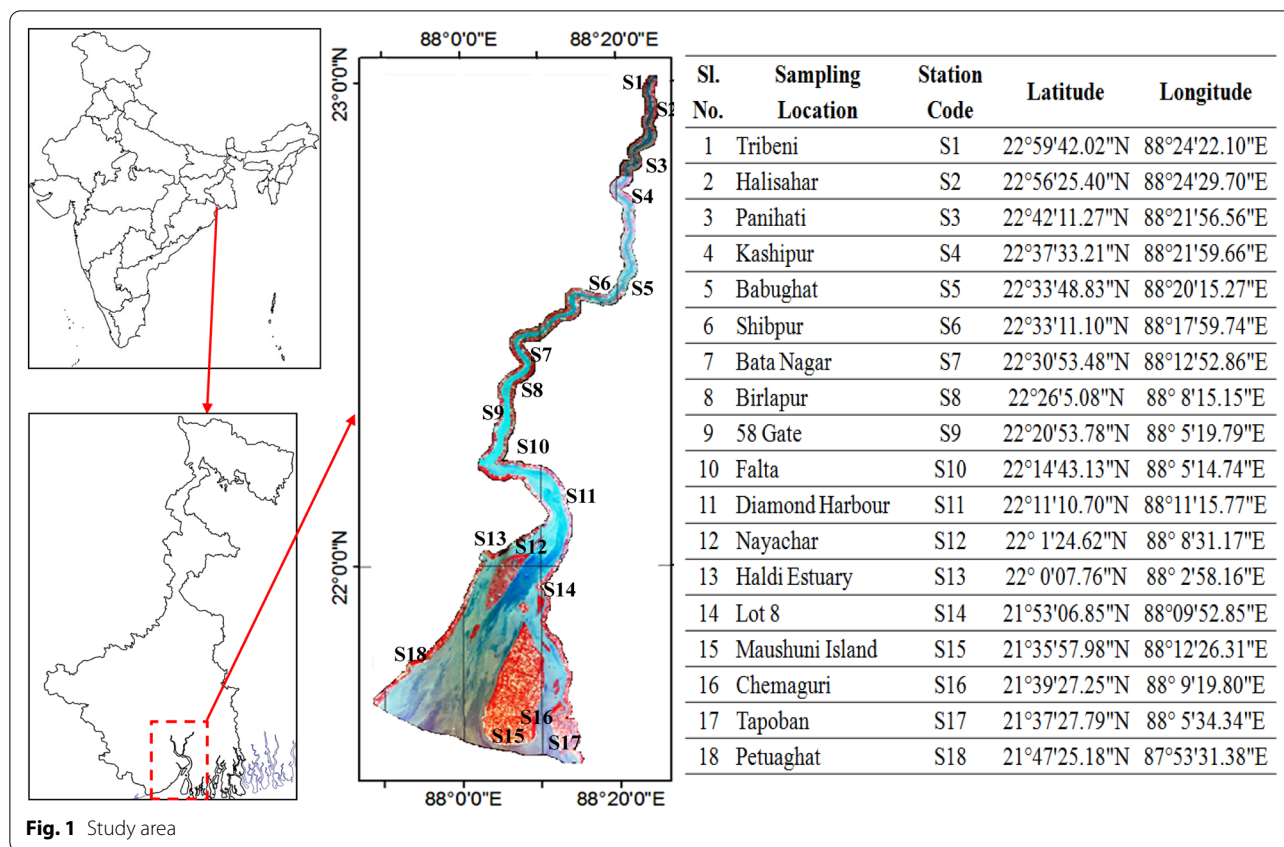 88°0'0"E 88°20'0"E
23°0'0"N
22°0'0"N
S1
S2
S3
S4
S5
S6
S7
S8
S9
S10
S11
S12
S13
S14
S18
S16
S15
S17
88°0'0"E 88°20'0"E
Sl. No. Sampling Location Station Code Latitude Longitude
1 Tribeni S1 22°59'42.02"N 88°24'22.10"E
2 Halisahar S2 22°56'25.40"N 88°24'29.70"E
3 Panihati S3 22°42'11.27"N 88°21'56.56"E
4 Kashipur S4 22°37'33.21"N 88°21'59.66"E
5 Babughat S5 22°33'48.83"N 88°20'15.27"E
6 Shibpur S6 22°33'11.10"N 88°17'59.74"E
7 Bata Nagar S7 22°30'53.48"N 88°12'52.86"E
8 Birlapur S8 22°26'5.08"N 88° 8'15.15"E
9 58 Gate S9 22°20'53.78"N 88° 5'19.79"E
10 Falta S10 22°14'43.13"N 88° 5'14.74"E
11 Diamond Harbour S11 22°11'10.70"N 88°11'15.77"E
12 Nayachar S12 22° 1'24.62"N 88° 8'31.17"E
13 Haldi Estuary S13 22° 0'07.76"N 88° 2'58.16"E
14 Lot 8 S14 21°53'06.85"N 88°09'52.85"E
15 Maushuni Island S15 21°35'57.98"N 88°12'26.31"E
16 Chemaguri S16 21°39'27.25"N 88° 9'19.80"E
17 Tapoban S17 21°37'27.79"N 88° 5'34.34"E
18 Petuaghat S18 21°47'25.18"N 87°53'31.38"E
Fig. 1 Study area